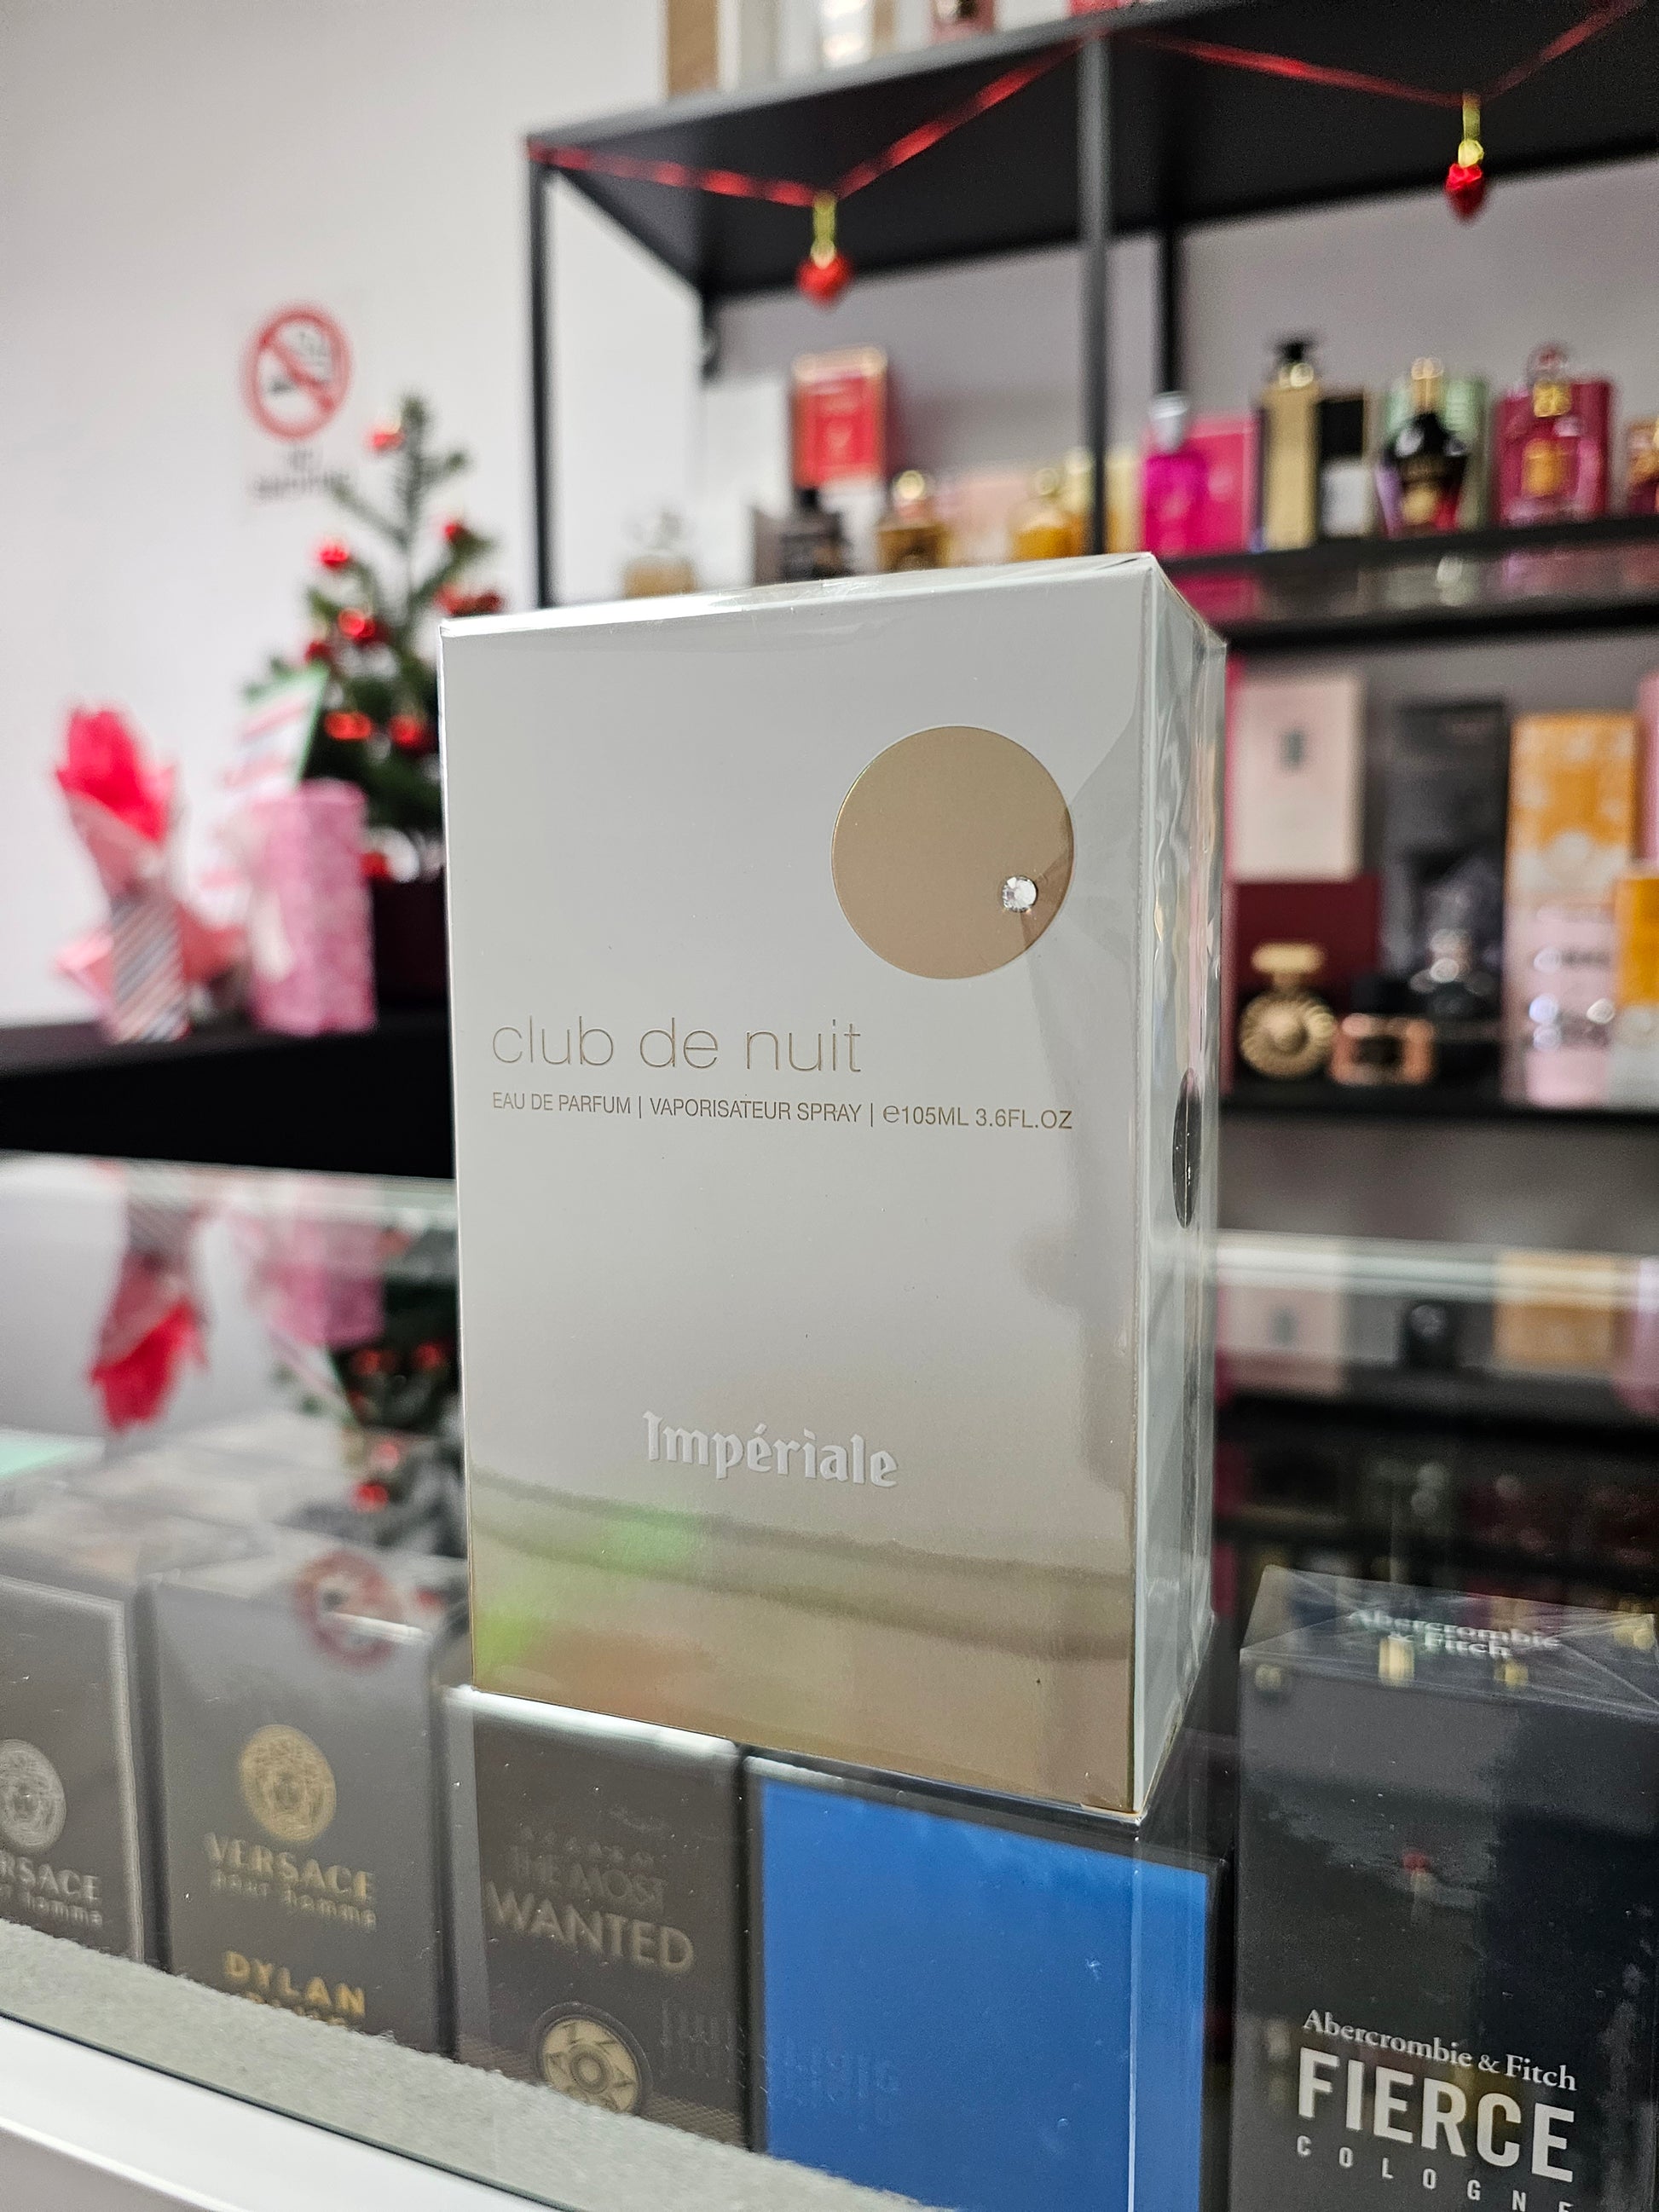 club de nuit
EAU DE PARFUM | VAPORISATEUR SPRAY | ℮105ML 3.6FL.OZ
Impériale
VERSACE
pour homme
DYLAN
THE MOST
WANTED
Abercrombie
& Fitch
Abercrombie & Fitch
FIERCE
COLOGNE